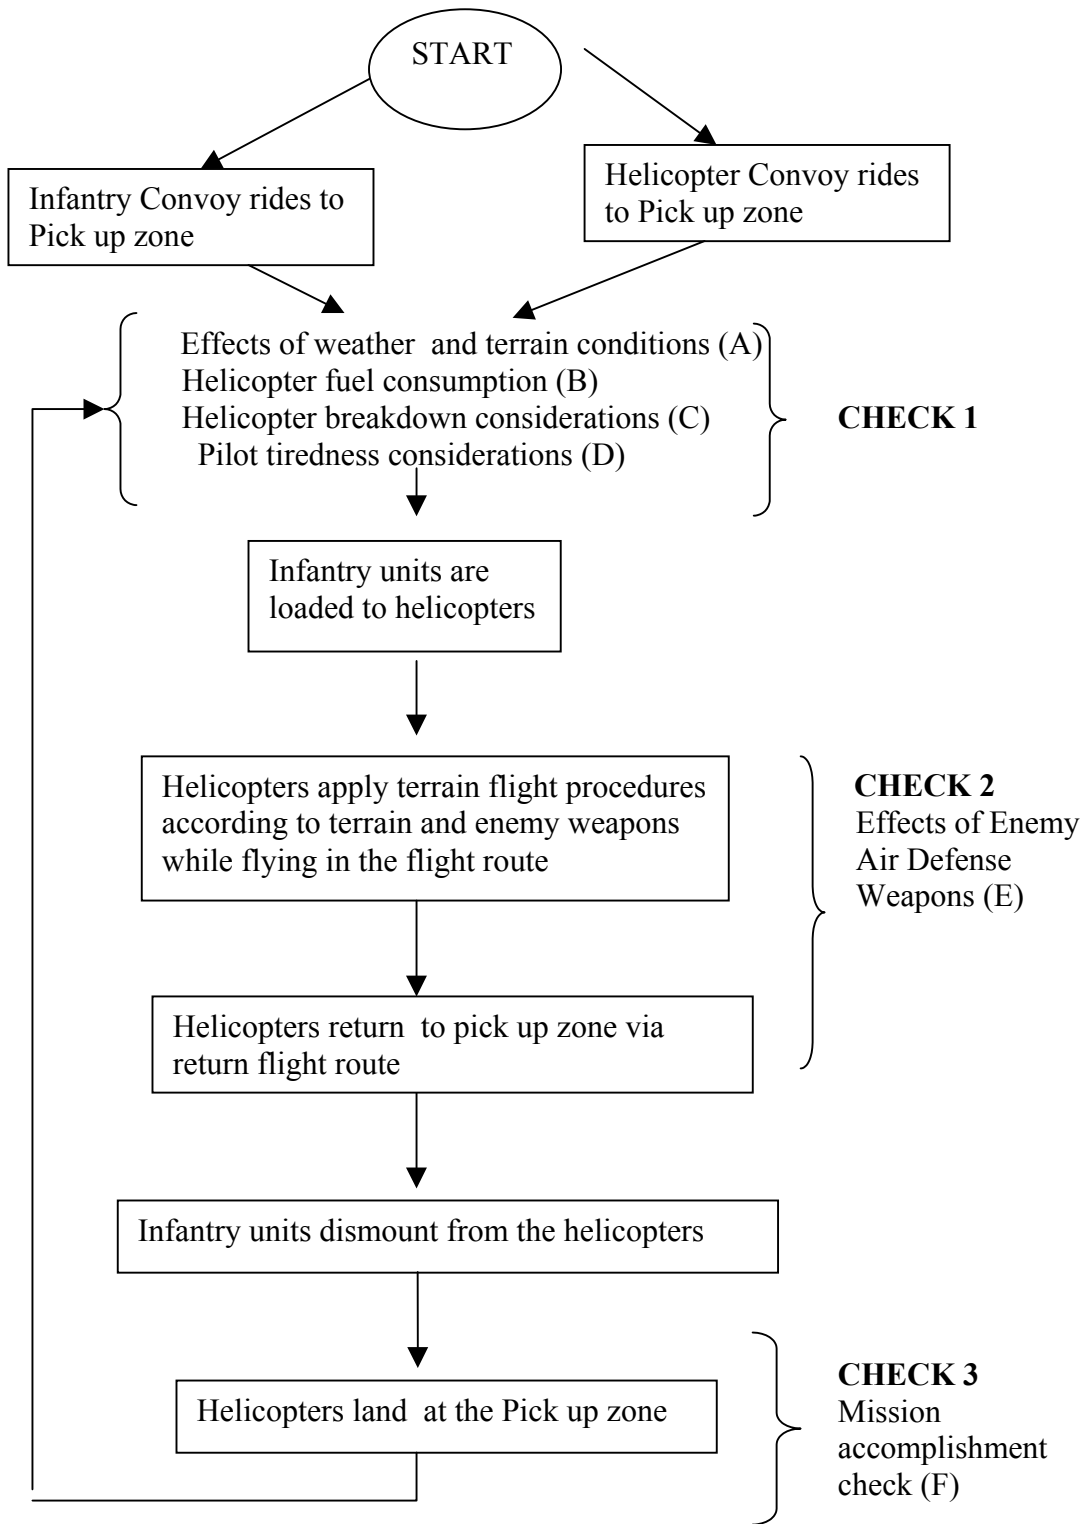 START
Infantry Convoy rides to
Pick up zone
Helicopter Convoy rides
to Pick up zone
Effects of weather and terrain conditions (A)
Helicopter fuel consumption (B)
Helicopter breakdown considerations (C)
Pilot tiredness considerations (D)
CHECK 1
Infantry units are
loaded to helicopters
Helicopters apply terrain flight procedures
according to terrain and enemy weapons
while flying in the flight route
CHECK 2
Effects of Enemy
Air Defense
Weapons (E)
Helicopters return to pick up zone via
return flight route
Infantry units dismount from the helicopters
Helicopters land at the Pick up zone
CHECK 3
Mission
accomplishment
check (F)